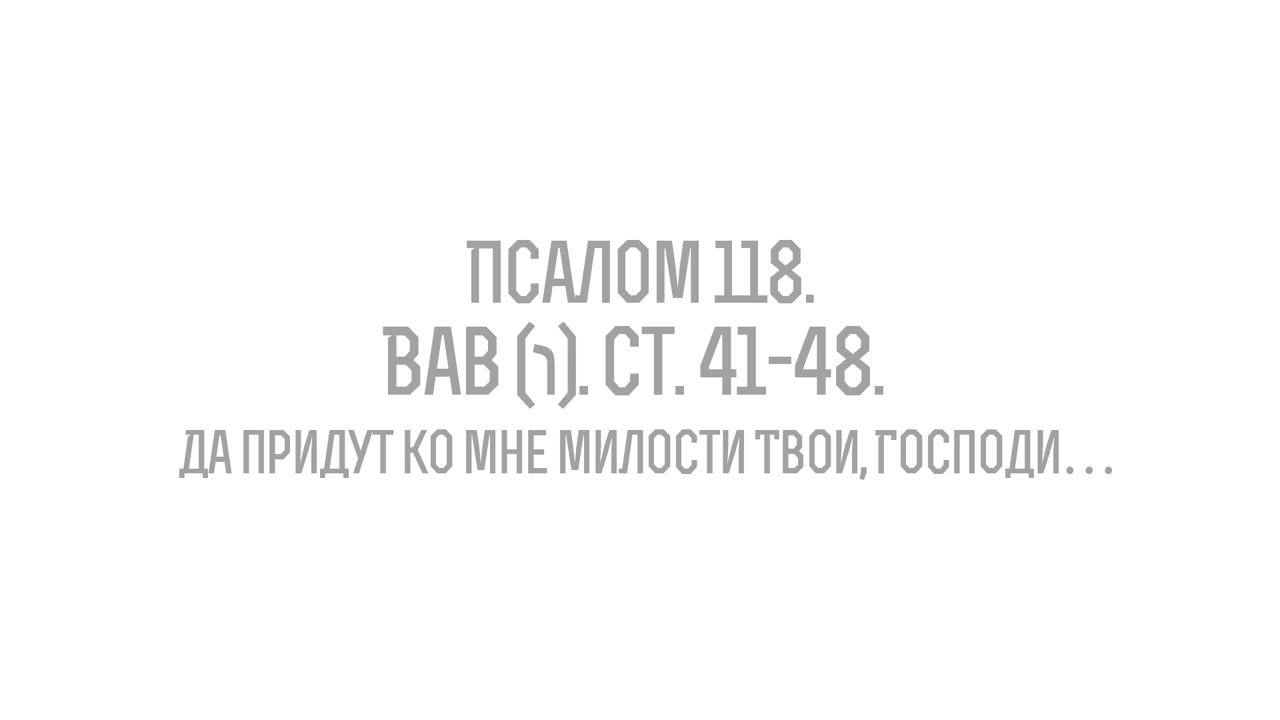 ПСАЛОМ 118.
ВАВ (ו). СТ. 41-48.
ДА ПРИДУТ КО МНЕ МИЛОСТИ ТВОИ, ГОСПОДИ...